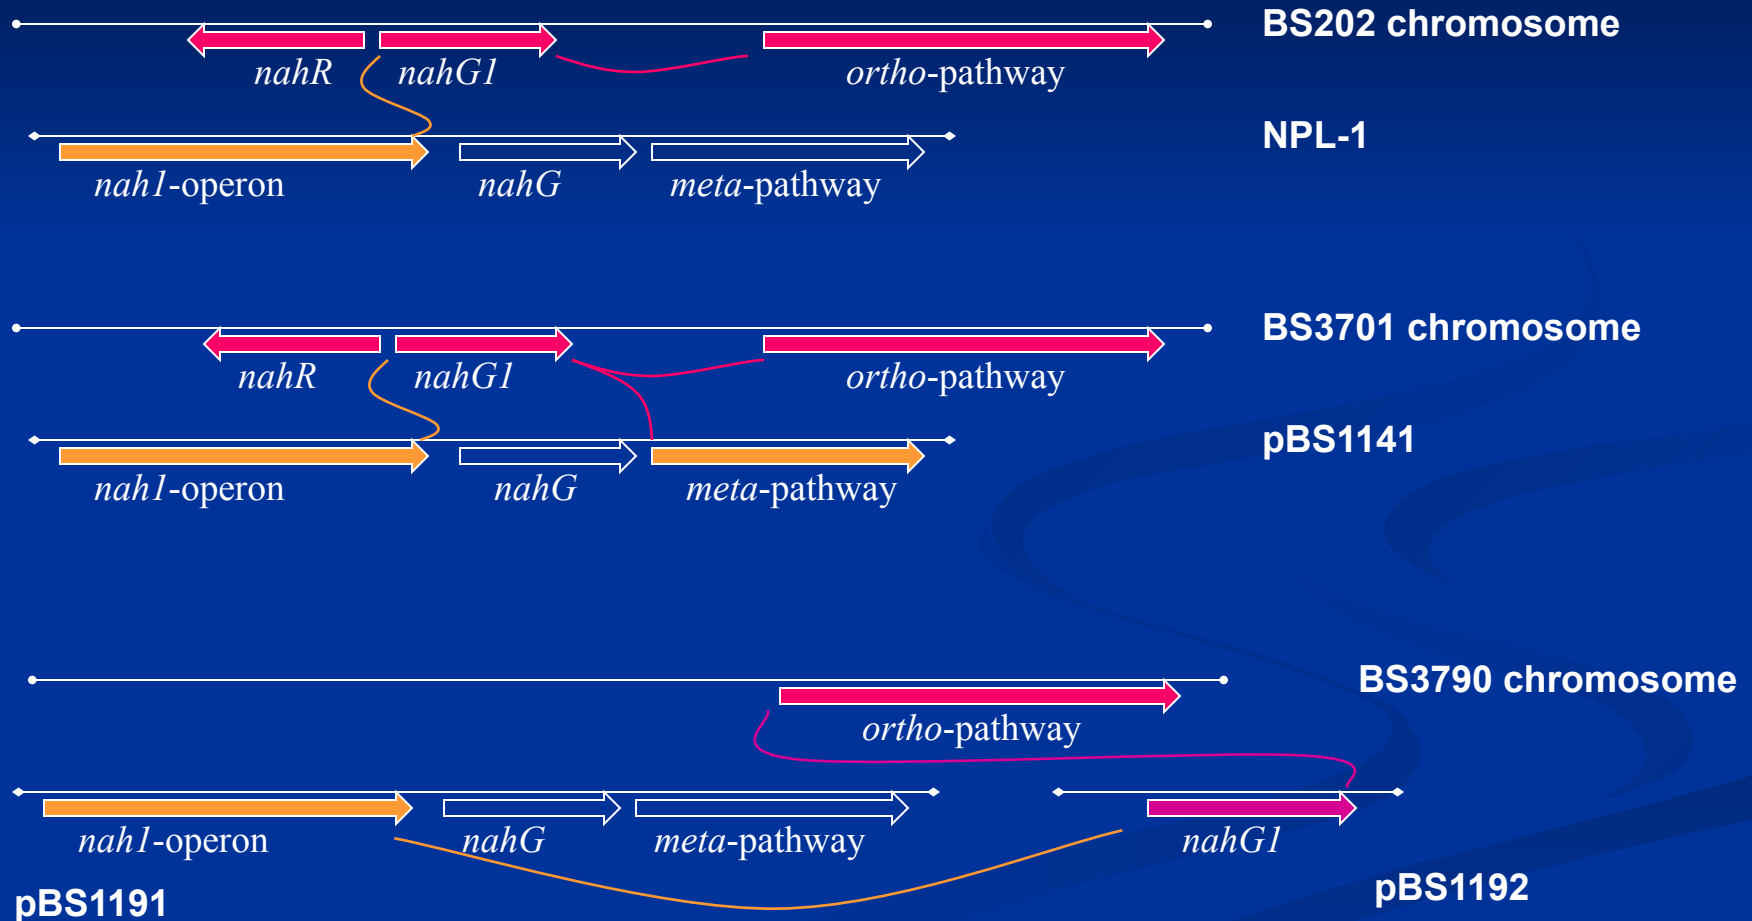 BS202 chromosome
nahR nahG1 ortho-pathway
NPL-1
nah1-operon nahG meta-pathway
BS3701 chromosome
nahR nahG1 ortho-pathway
pBS1141
nah1-operon nahG meta-pathway
BS3790 chromosome
ortho-pathway
nah1-operon nahG meta-pathway nahG1
pBS1191 pBS1192